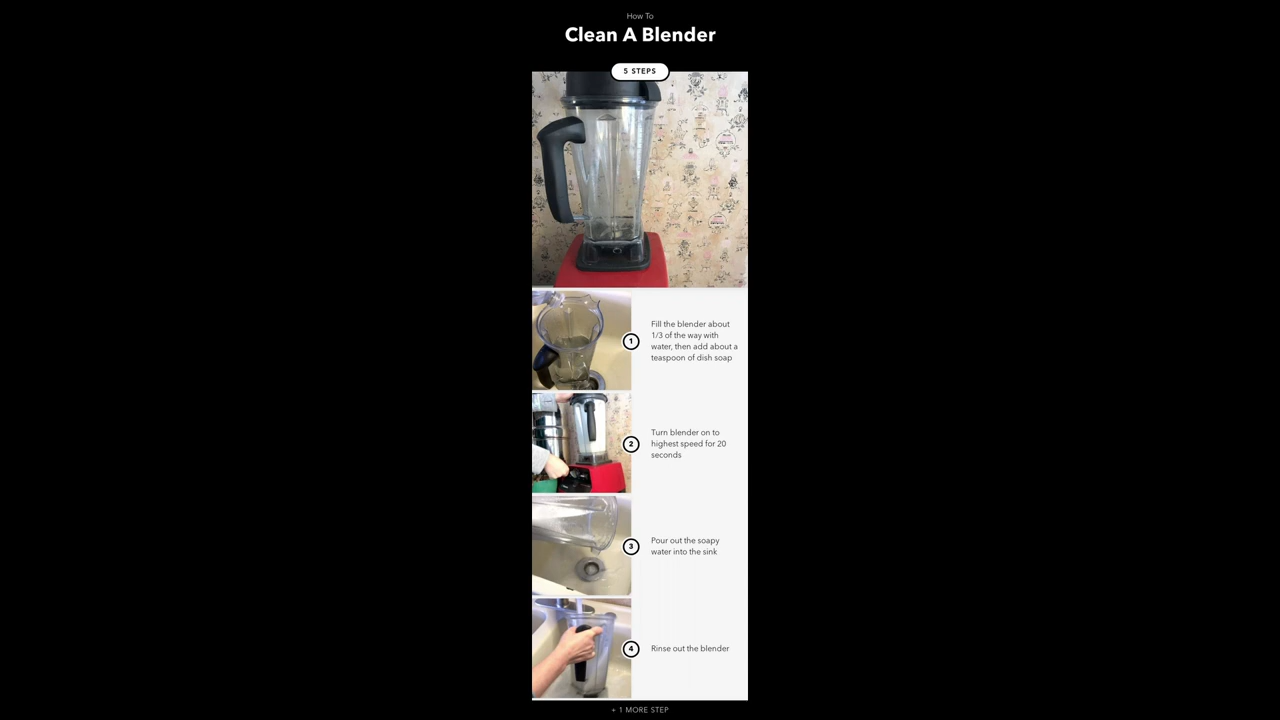 How To
Clean A Blender
5 STEPS
1
Fill the blender about
1/3 of the way with
water, then add about a
teaspoon of dish soap
2
Turn blender on to
highest speed for 20
seconds
3
Pour out the soapy
water into the sink
4
Rinse out the blender
+ 1 MORE STEP